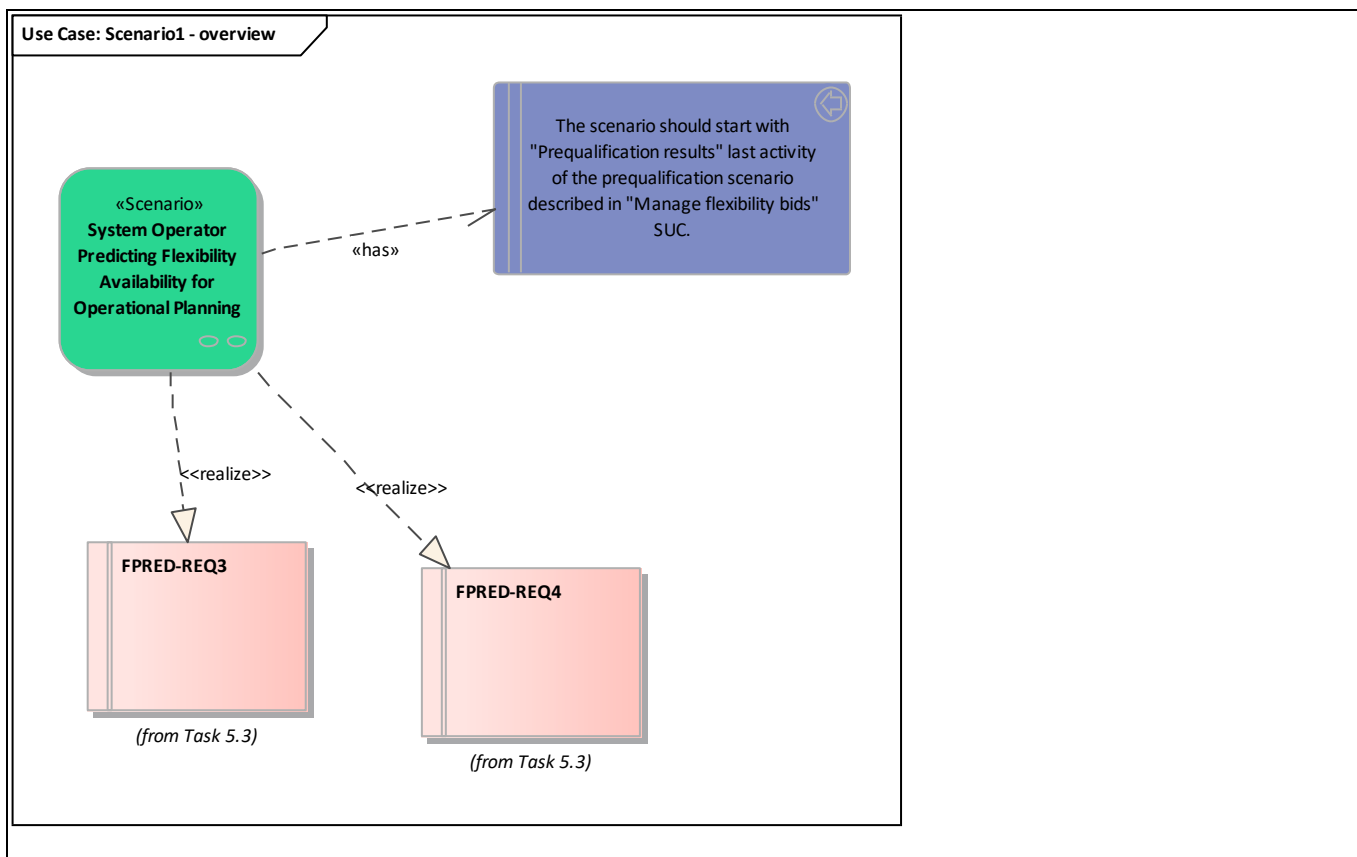 Use Case: Scenario1 - overview
The scenario should start with
"Prequalification results" last activity
of the prequalification scenario
described in "Manage flexibility bids"
SUC.
«Scenario»
System Operator
Predicting Flexibility
Availability for
Operational Planning
«has»
<<realize>>
<<realize>>
FPRED-REQ3
FPRED-REQ4
(from Task 5.3)
(from Task 5.3)